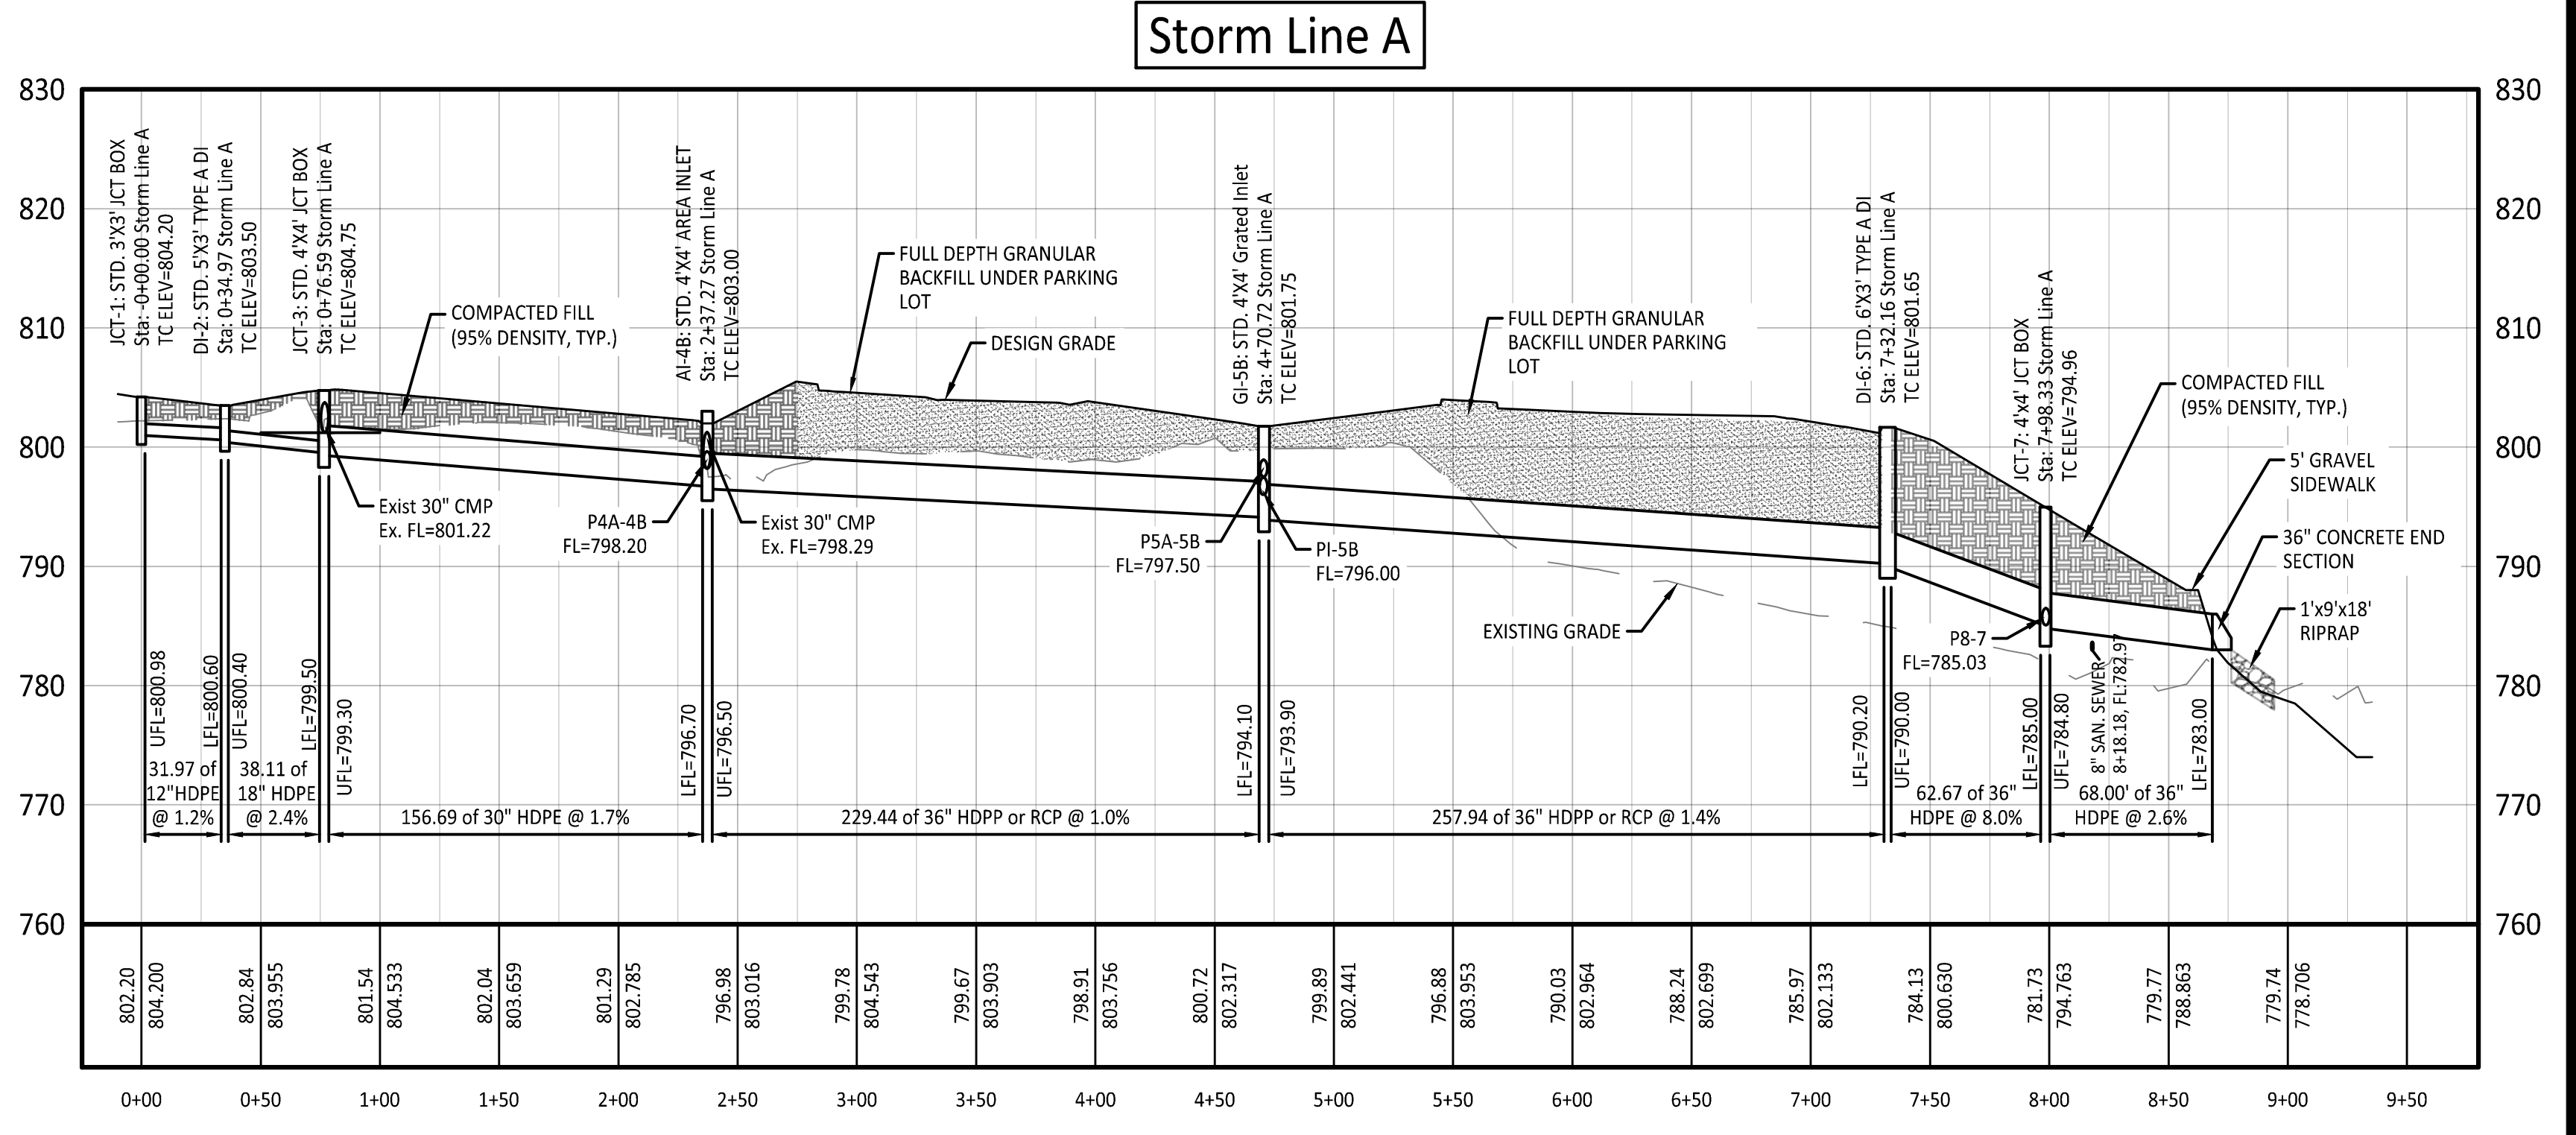 Storm Line A
830
820
810
800
790
780
770
760
830
820
810
800
790
780
770
760
JCT-1: STD. 3'X3' JCT BOX
Sta: -0+00.00 Storm Line A
TC ELEV=804.20
DI-2: STD. 5'X3' TYPE A DI
Sta: 0+34.97 Storm Line A
TC ELEV=803.50
JCT-3: STD. 4'X4' JCT BOX
Sta: 0+76.59 Storm Line A
TC ELEV=804.75
COMPACTED FILL
(95% DENSITY, TYP.)
AI-4B: STD. 4'X4' AREA INLET
Sta: 2+37.27 Storm Line A
TC ELEV=803.00
FULL DEPTH GRANULAR
BACKFILL UNDER PARKING
LOT
DESIGN GRADE
GI-5B: STD. 4'X4' Grated Inlet
Sta: 4+70.72 Storm Line A
TC ELEV=801.75
FULL DEPTH GRANULAR
BACKFILL UNDER PARKING
LOT
DI-6: STD. 6'X3' TYPE A DI
Sta: 7+32.16 Storm Line A
TC ELEV=801.65
JCT-7: 4'x4' JCT BOX
Sta: 7+98.33 Storm Line A
TC ELEV=794.96
COMPACTED FILL
(95% DENSITY, TYP.)
5' GRAVEL
SIDEWALK
36" CONCRETE END
SECTION
1'x9'x18'
RIPRAP
Exist 30" CMP
Ex. FL=801.22
P4A-4B
FL=798.20
Exist 30" CMP
Ex. FL=798.29
P5A-5B
FL=797.50
PI-5B
FL=796.00
EXISTING GRADE
P8-7
FL=785.03
8" SAN. SEWER
8+18.18, FL:782.97
UFL=800.98
LFL=800.60
UFL=800.40
LFL=799.50
UFL=799.30
LFL=796.70
UFL=796.50
LFL=794.10
UFL=793.90
LFL=790.20
UFL=790.00
LFL=785.00
UFL=784.80
LFL=783.00
31.97 of
12"HDPE
@ 1.2%
38.11 of
18" HDPE
@ 2.4%
156.69 of 30" HDPE @ 1.7%
229.44 of 36" HDPP or RCP @ 1.0%
257.94 of 36" HDPP or RCP @ 1.4%
62.67 of 36"
HDPE @ 8.0%
68.00' of 36"
HDPE @ 2.6%
802.20
804.200
802.84
803.955
801.54
804.533
802.04
803.659
801.29
802.785
796.98
803.016
799.78
804.543
799.67
803.903
798.91
803.756
800.72
802.317
799.89
802.441
796.88
803.953
790.03
802.964
788.24
802.699
785.97
802.133
784.13
800.630
781.73
794.763
779.77
788.863
779.74
778.706
0+00
0+50
1+00
1+50
2+00
2+50
3+00
3+50
4+00
4+50
5+00
5+50
6+00
6+50
7+00
7+50
8+00
8+50
9+00
9+50